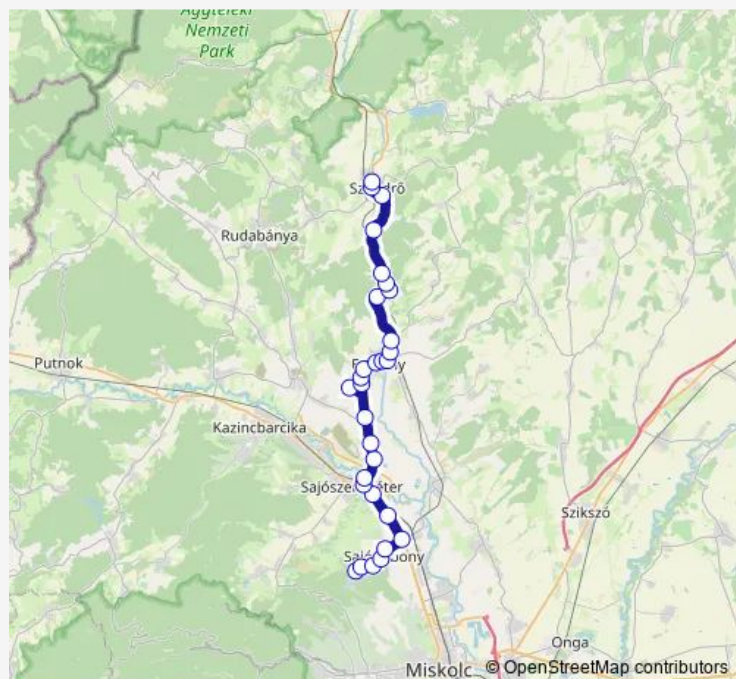 Aggteleki
Nemzeti
Park
Rudabánya
Putnok
Kazincbarcika
Szikszó
Onga
Miskolc
© OpenStreetMap contributors